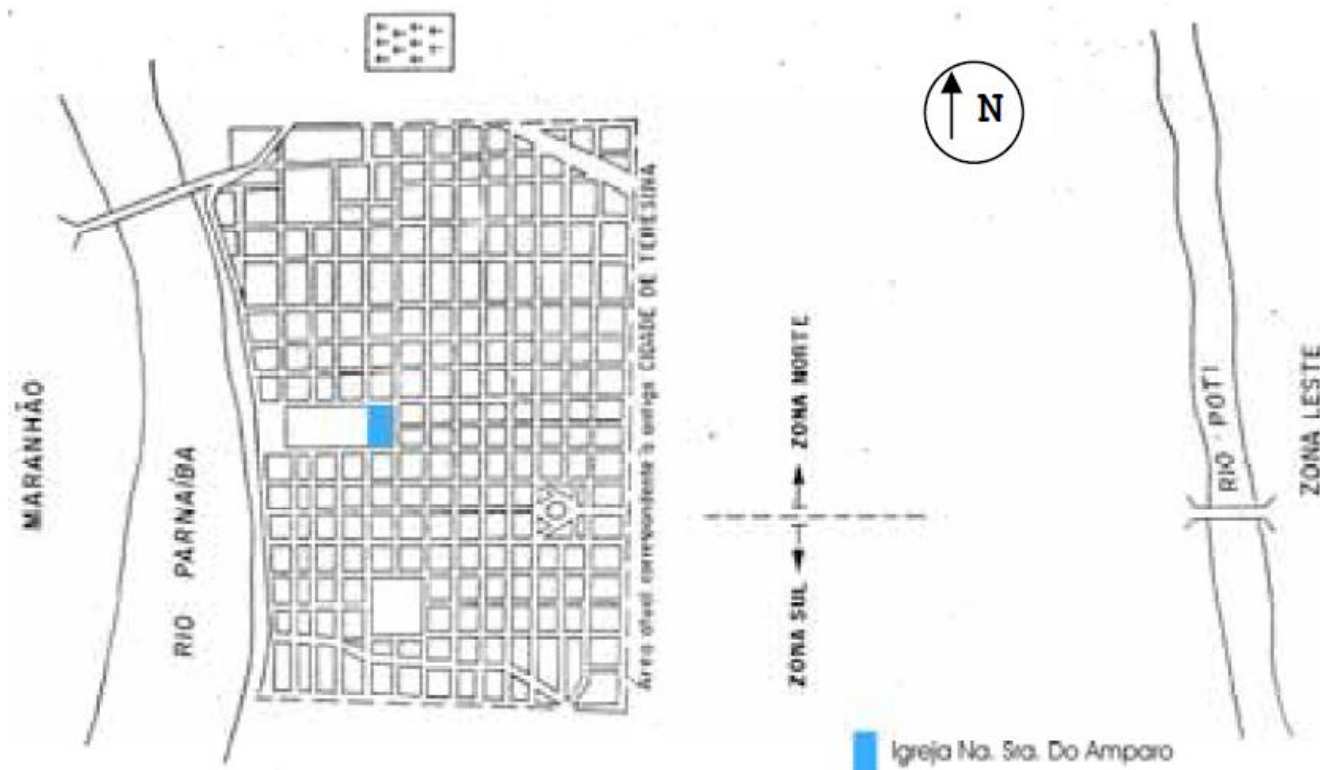 N
MARANHÃO
RIO PARNAÍBA
Área atual correspondente à antiga CIDADE DE TERESINA
ZONA NORTE
ZONA SUL
RIO POTI
ZONA LESTE
Igreja Na. Sra. Do Amparo